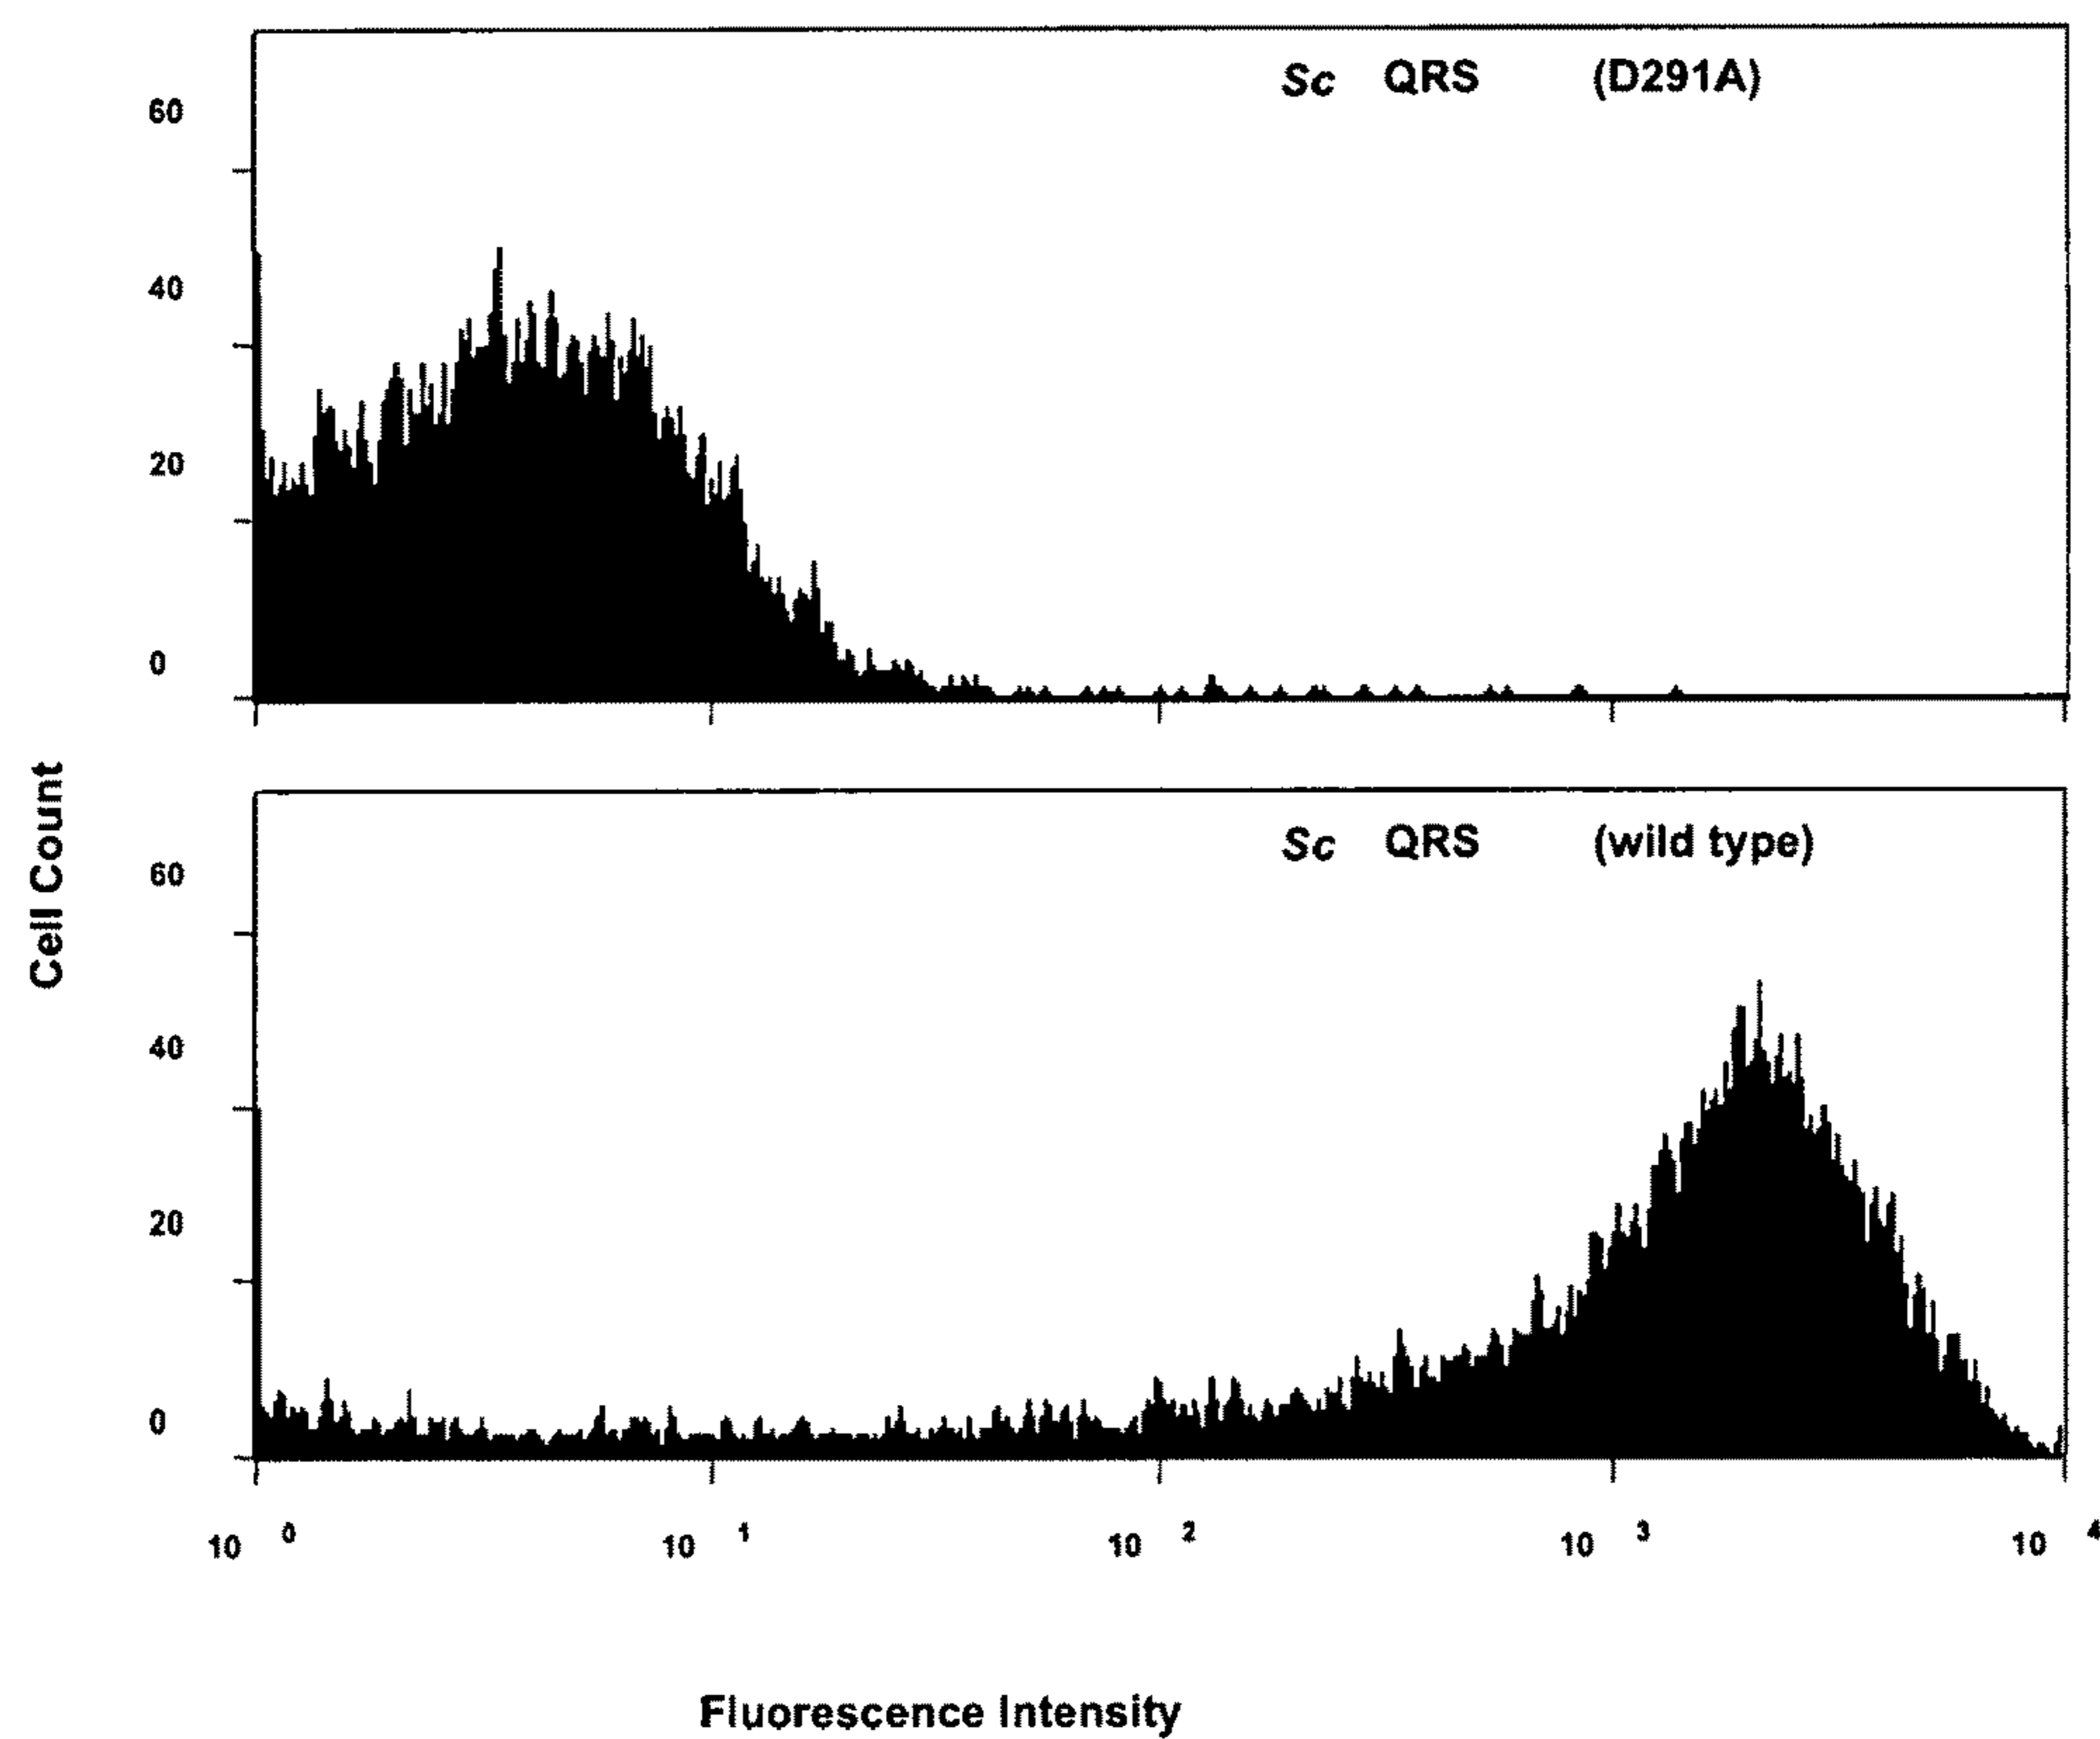 Sc QRS (D291A)
60
40
20
0
Cell Count
Sc QRS (wild type)
60
40
20
0
10 0 10 1 10 2 10 3 10 4
Fluorescence Intensity